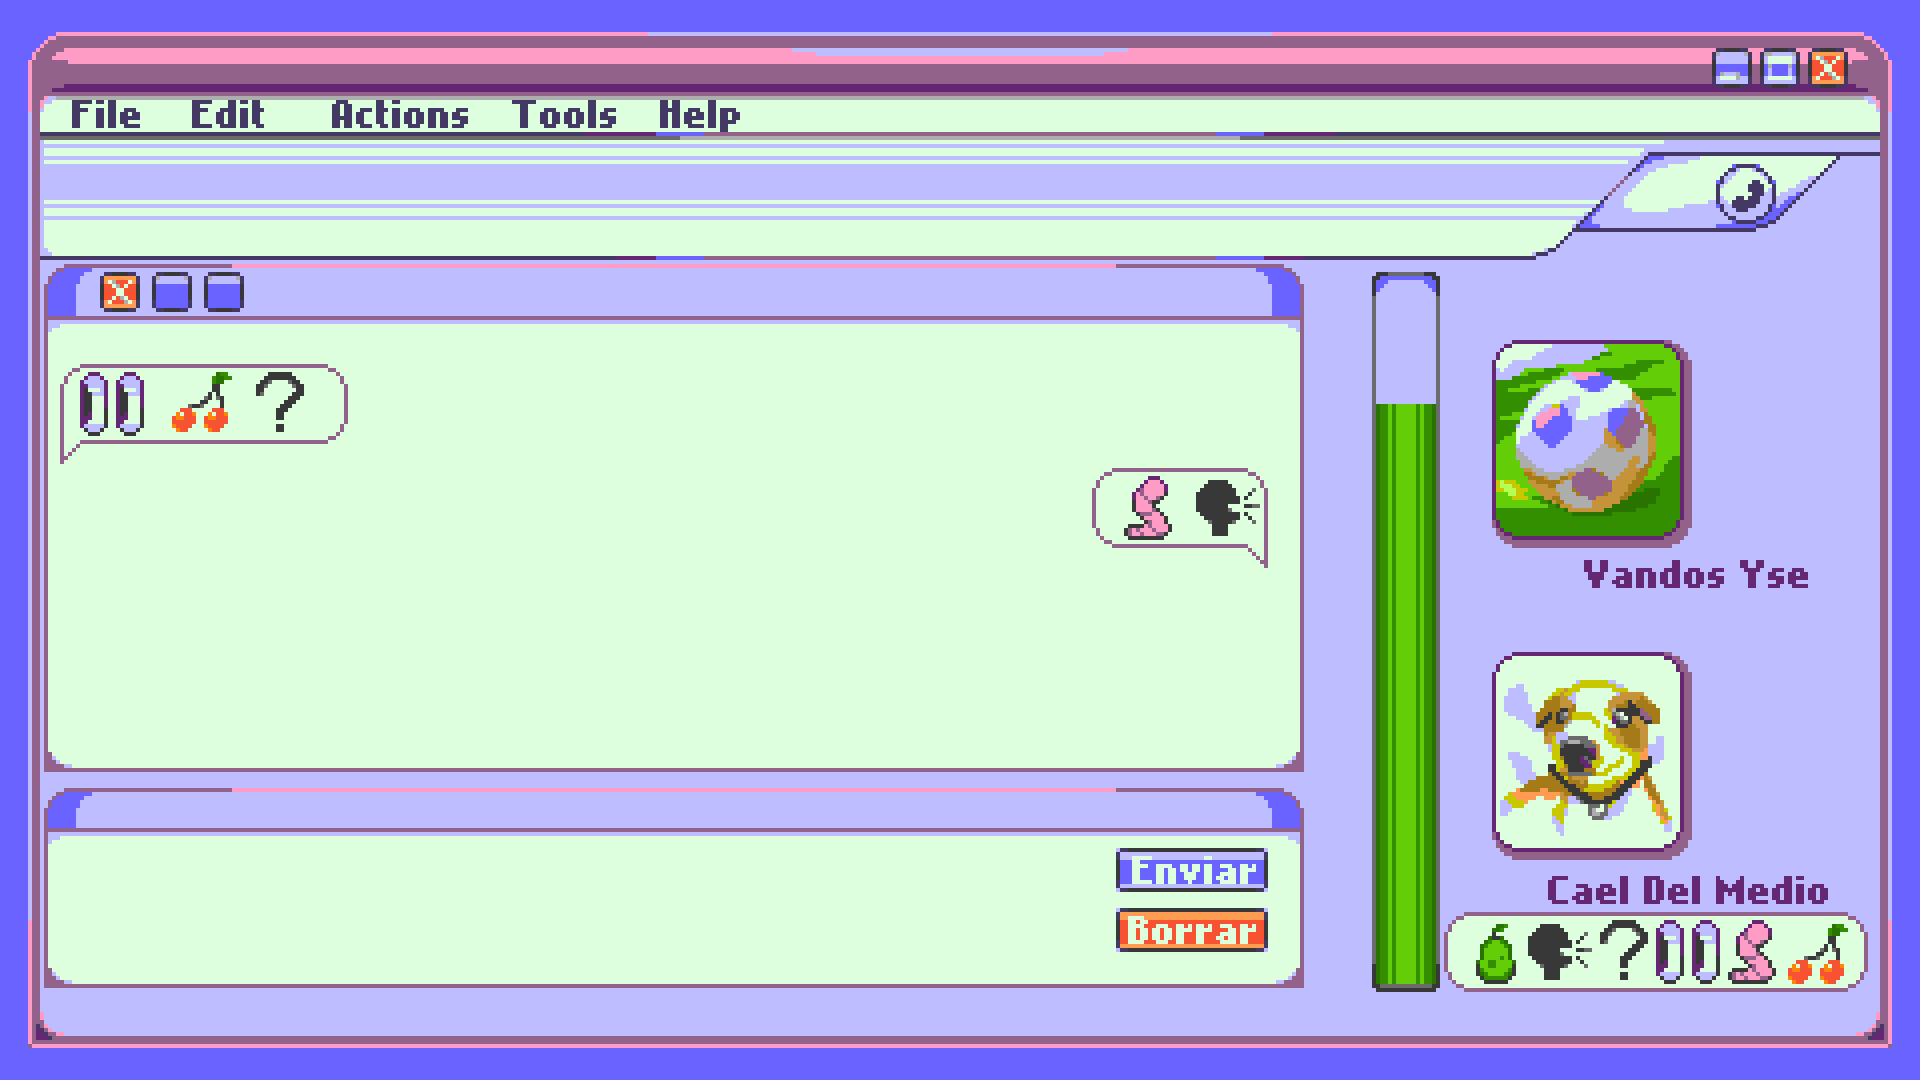 File Edit Actions Tools Help
?
Vandos Yse
Enviar
Borrar
Cael Del Medio
?